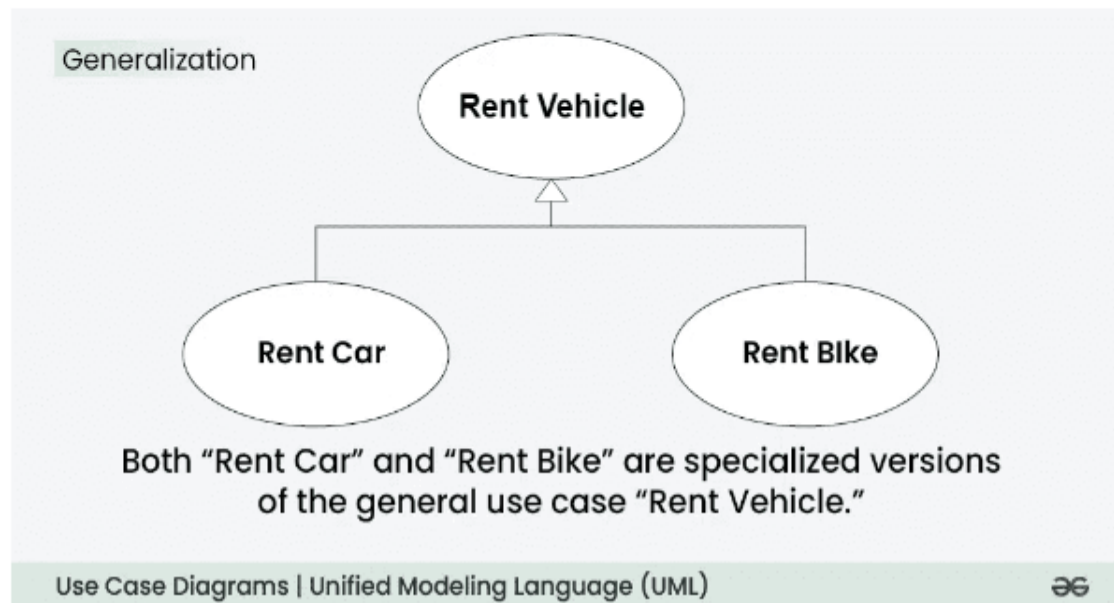 Generalization
Rent Vehicle
Rent Car
Rent BIke
Both “Rent Car” and “Rent Bike” are specialized versions
of the general use case “Rent Vehicle.”
Use Case Diagrams | Unified Modeling Language (UML)